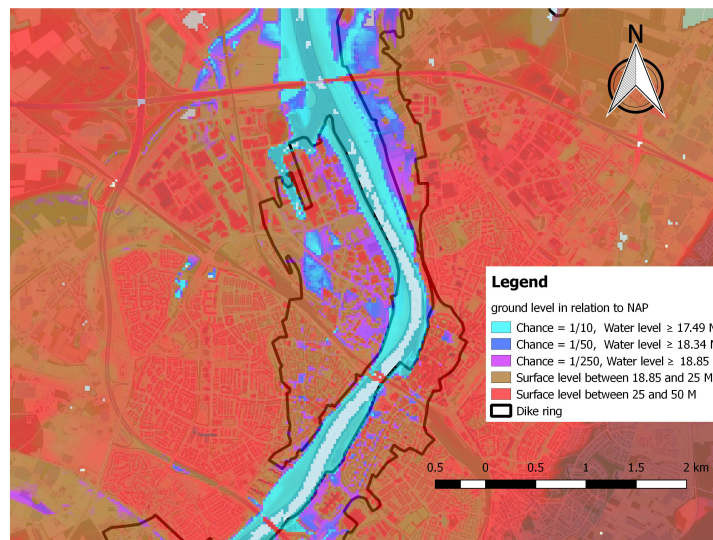 N
Legend
ground level in relation to NAP
Chance = 1/10, Water level ≥ 17.49 N
Chance = 1/50, Water level ≥ 18.34 N
Chance = 1/250, Water level ≥ 18.85
Surface level between 18.85 and 25 M
Surface level between 25 and 50 M
Dike ring
0.5 0 0.5 1 1.5 2 km